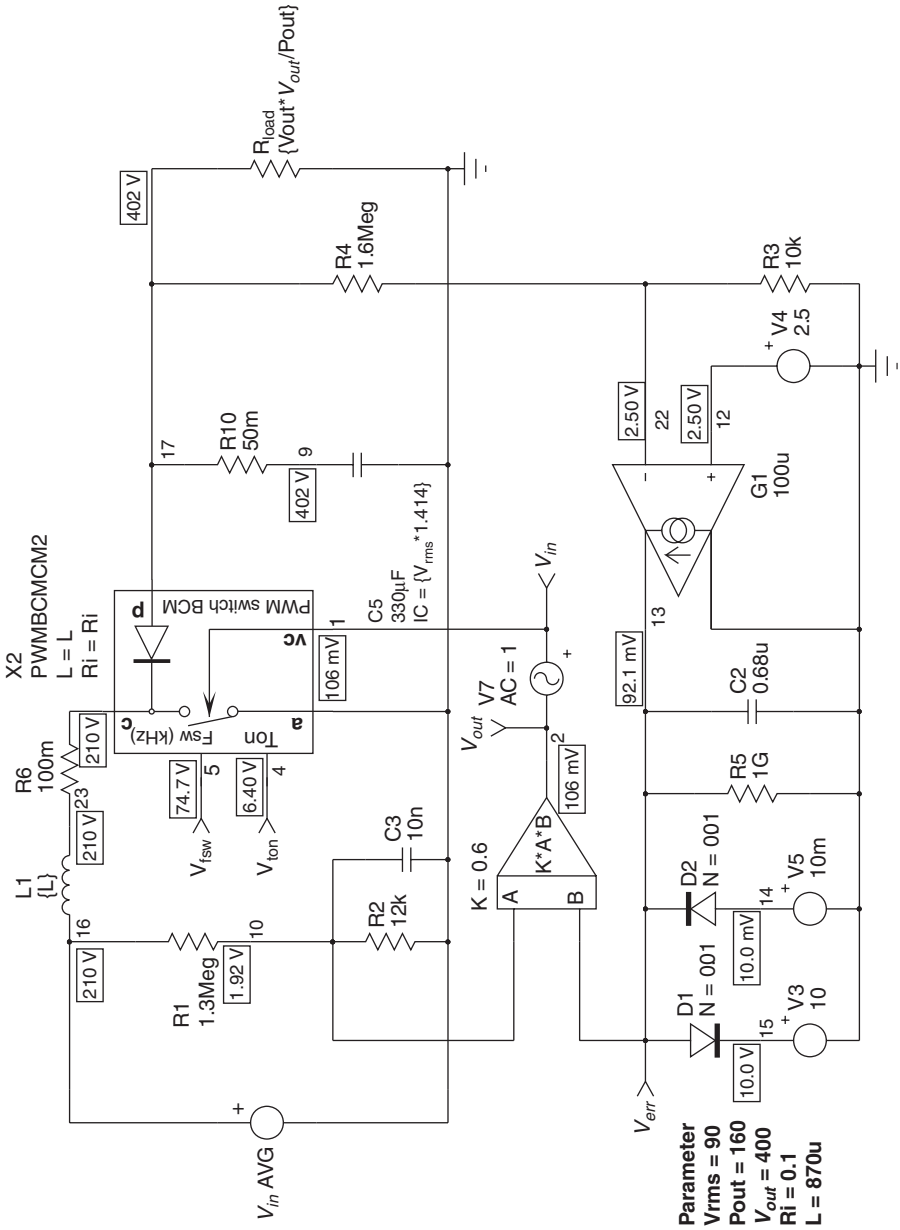 X2
PWMBCMCM2
L = L
Ri = Ri
L1
{L}
R6
100m
23
210 V
210 V
210 V
16
c
p
a
vc
PWM switch BCM
Fsw (kHz)
Ton
74.7 V
5
6.40 V
4
Vfsw
Vton
106 mV
1
17
402 V
R10
50m
9
402 V
C5
330µF
IC = {Vrms*1.414}
Rload
{Vout*Vout/Pout}
R4
1.6Meg
Vin AVG
+
R1
1.3Meg
1.92 V
10
R2
12k
C3
10n
K = 0.6
A
B
K*A*B
106 mV
2
Vout
V7
AC = 1
+
Vin
Verr
D1
N = 001
15
10.0 V
+
V3
10
D2
N = 001
14
10.0 mV
+
V5
10m
R5
1G
C2
0.68u
92.1 mV
13
G1
100u
-
+
2.50 V
22
2.50 V
12
+
V4
2.5
R3
10k
Parameter
Vrms = 90
Pout = 160
Vout = 400
Ri = 0.1
L = 870u